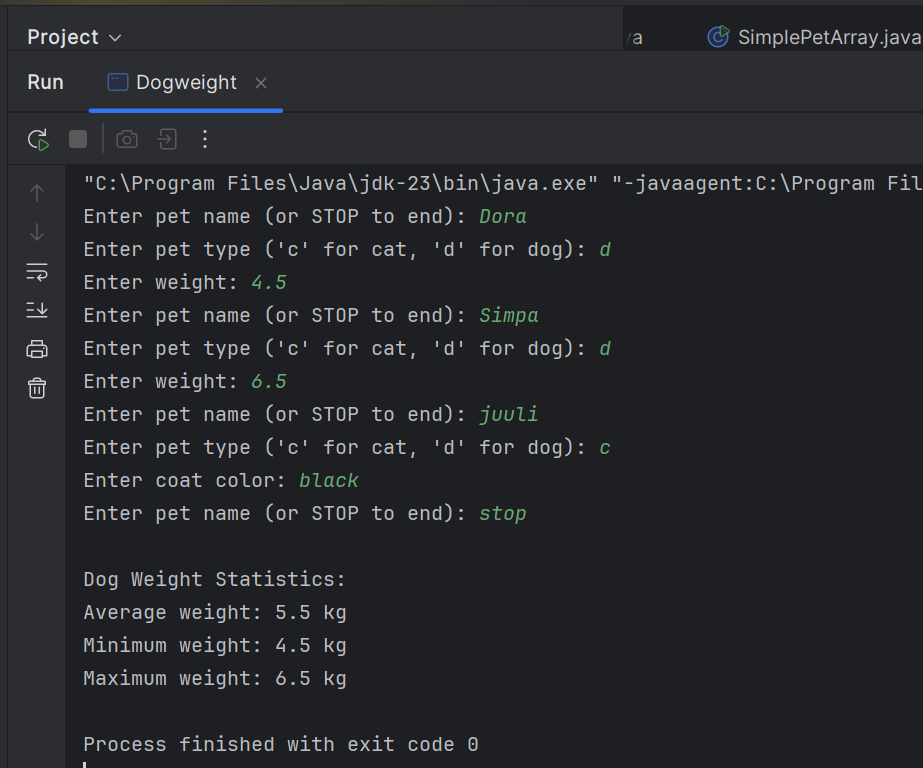 Project
/a
SimplePetArray.java
Run
Dogweight
"C:\Program Files\Java\jdk-23\bin\java.exe" "-javaagent:C:\Program Fil
Enter pet name (or STOP to end): Dora
Enter pet type ('c' for cat, 'd' for dog): d
Enter weight: 4.5
Enter pet name (or STOP to end): Simpa
Enter pet type ('c' for cat, 'd' for dog): d
Enter weight: 6.5
Enter pet name (or STOP to end): juuli
Enter pet type ('c' for cat, 'd' for dog): c
Enter coat color: black
Enter pet name (or STOP to end): stop
Dog Weight Statistics:
Average weight: 5.5 kg
Minimum weight: 4.5 kg
Maximum weight: 6.5 kg
Process finished with exit code 0